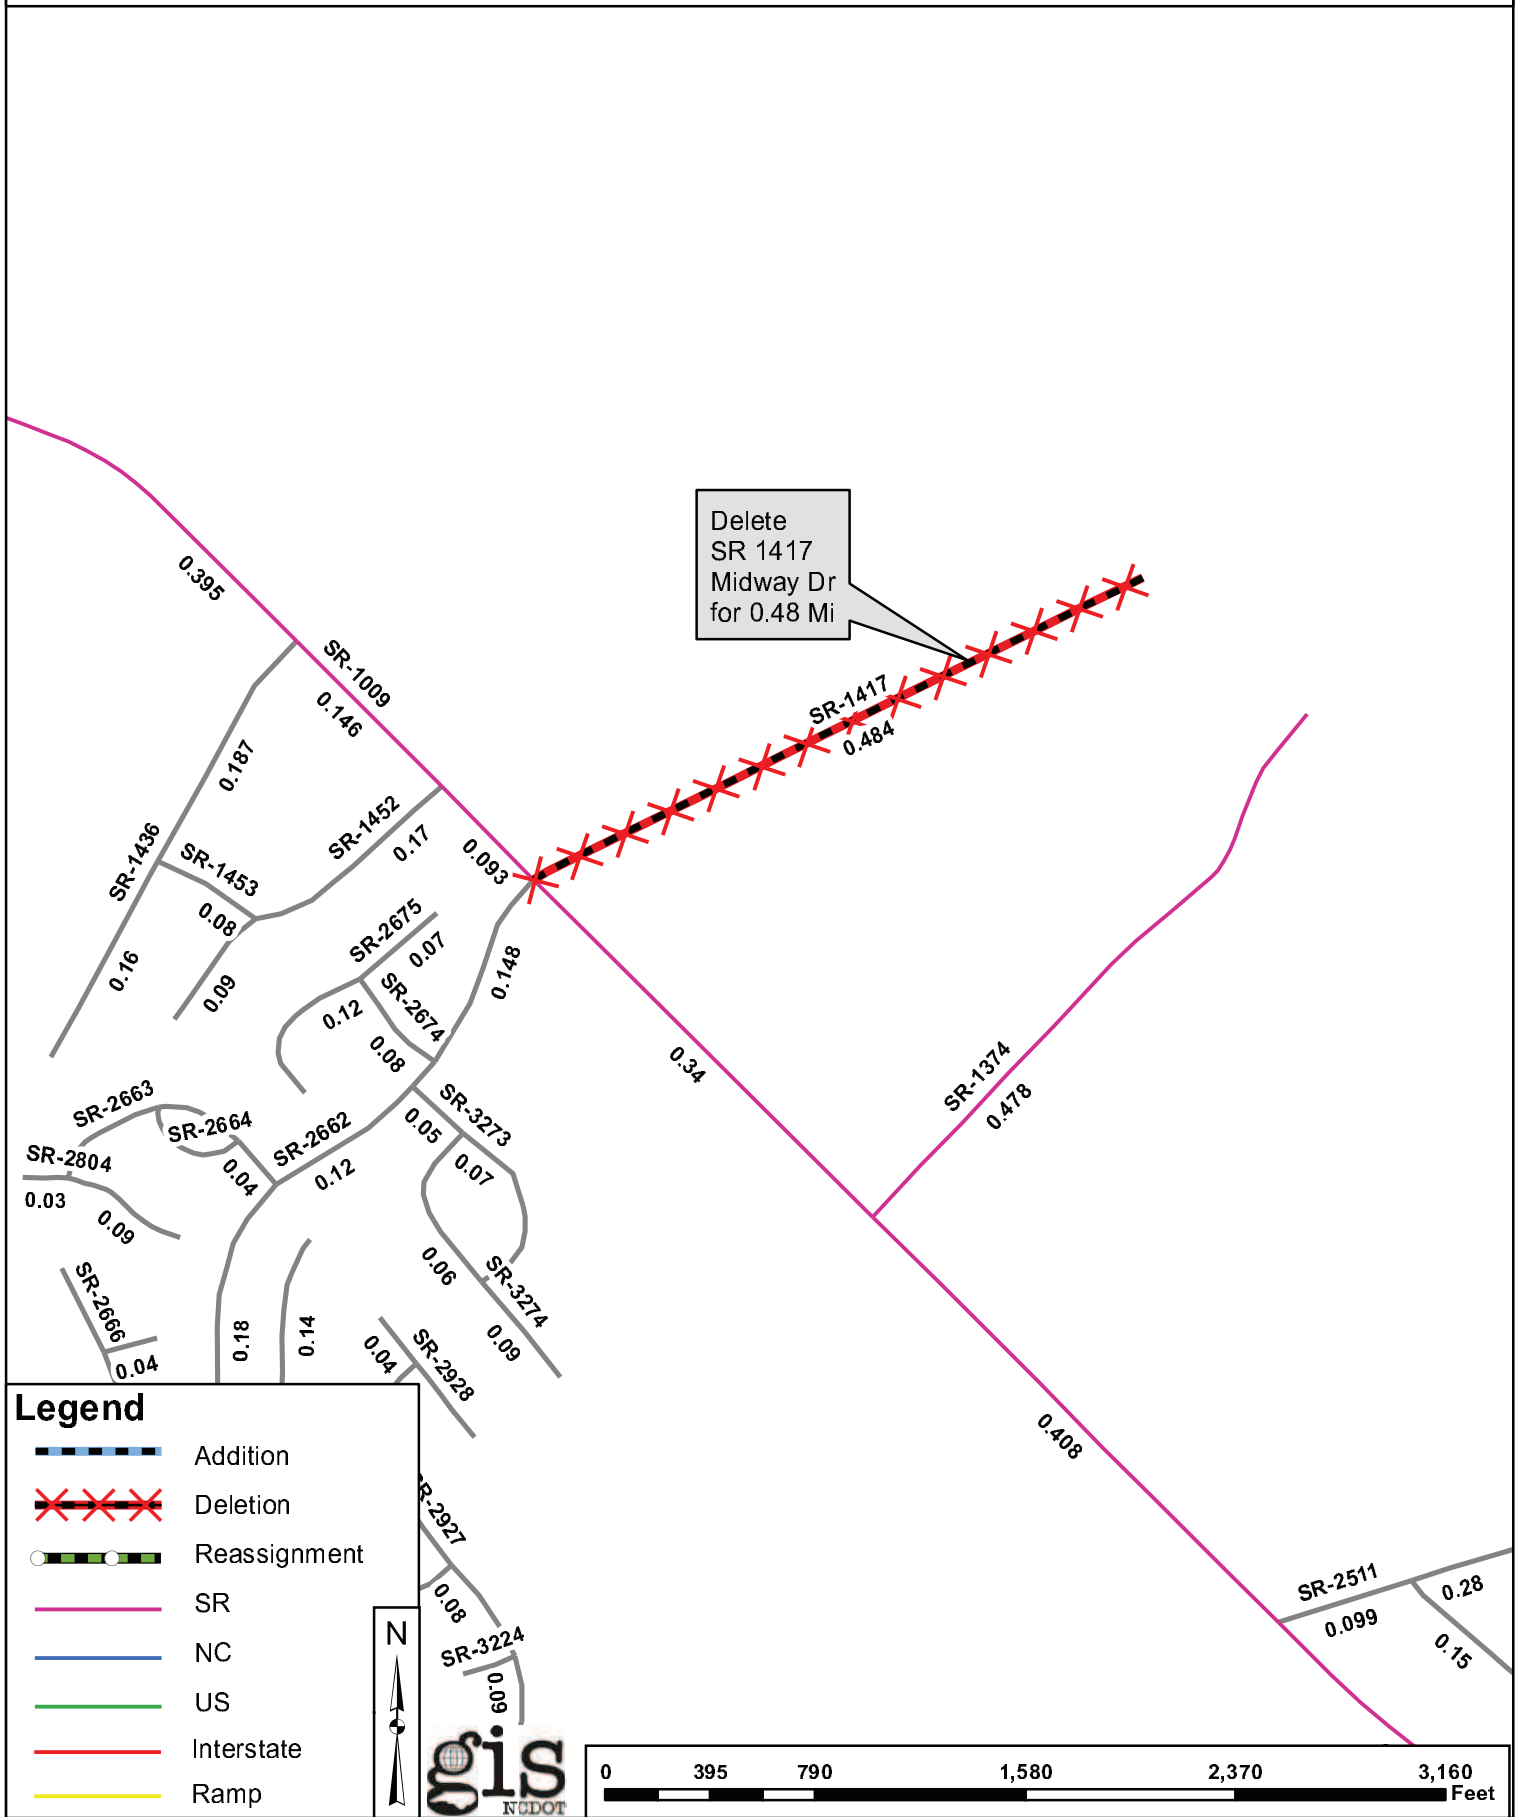 Delete
SR 1417
Midway Dr
for 0.48 Mi
0.395
SR-1009
0.146
SR-1417
0.484
0.187
SR-1436
SR-1452
0.17
SR-1453
0.08
0.093
0.16
0.09
SR-2675
0.07
0.148
SR-2674
0.12
0.08
0.34
SR-1374
0.478
SR-2663
SR-2664
SR-2662
0.12
SR-3273
0.05
0.07
SR-2804
0.03
0.04
0.09
0.06
SR-3274
0.09
SR-2666
0.04
0.18
0.14
0.04
SR-2928
0.408
R-2927
0.08
SR-3224
0.09
SR-2511
0.099
0.28
0.15
Legend
Addition
Deletion
Reassignment
SR
NC
US
Interstate
Ramp
N
gis
NCDOT
0 395 790 1,580 2,370 3,160
Feet